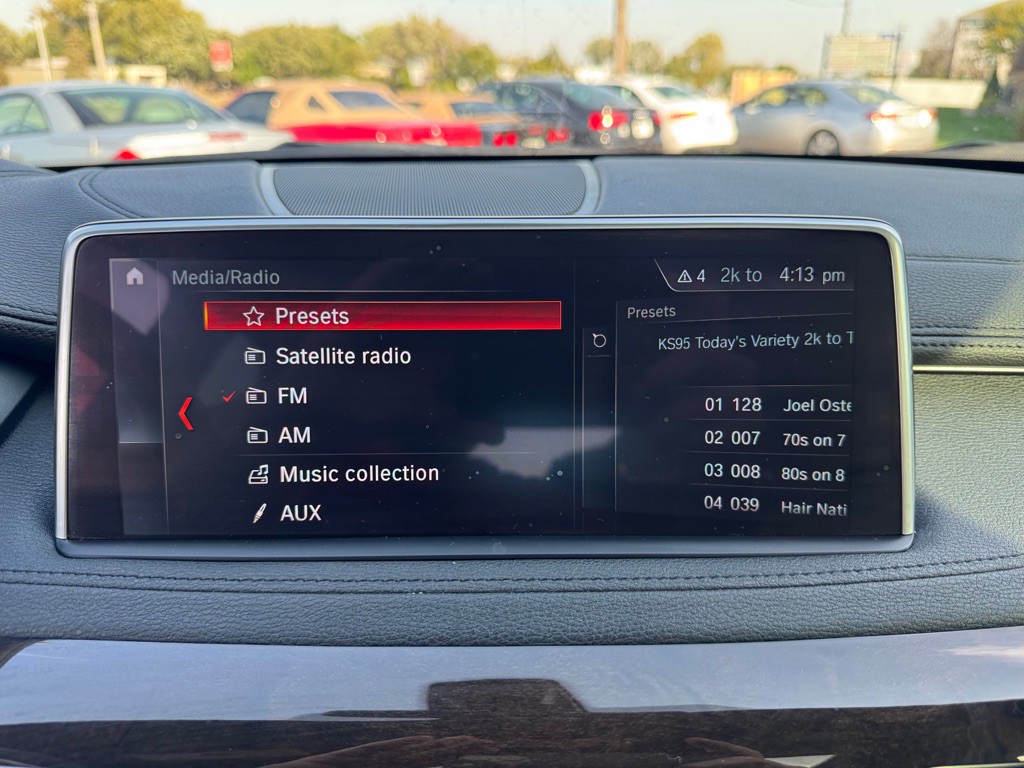 Media/Radio
4 2k to 4:13 pm
Presets
Satellite radio
FM
AM
Music collection
AUX
Presets
KS95 Today's Variety 2k to T
01 128 Joel Oste
02 007 70s on 7
03 008 80s on 8
04 039 Hair Nati